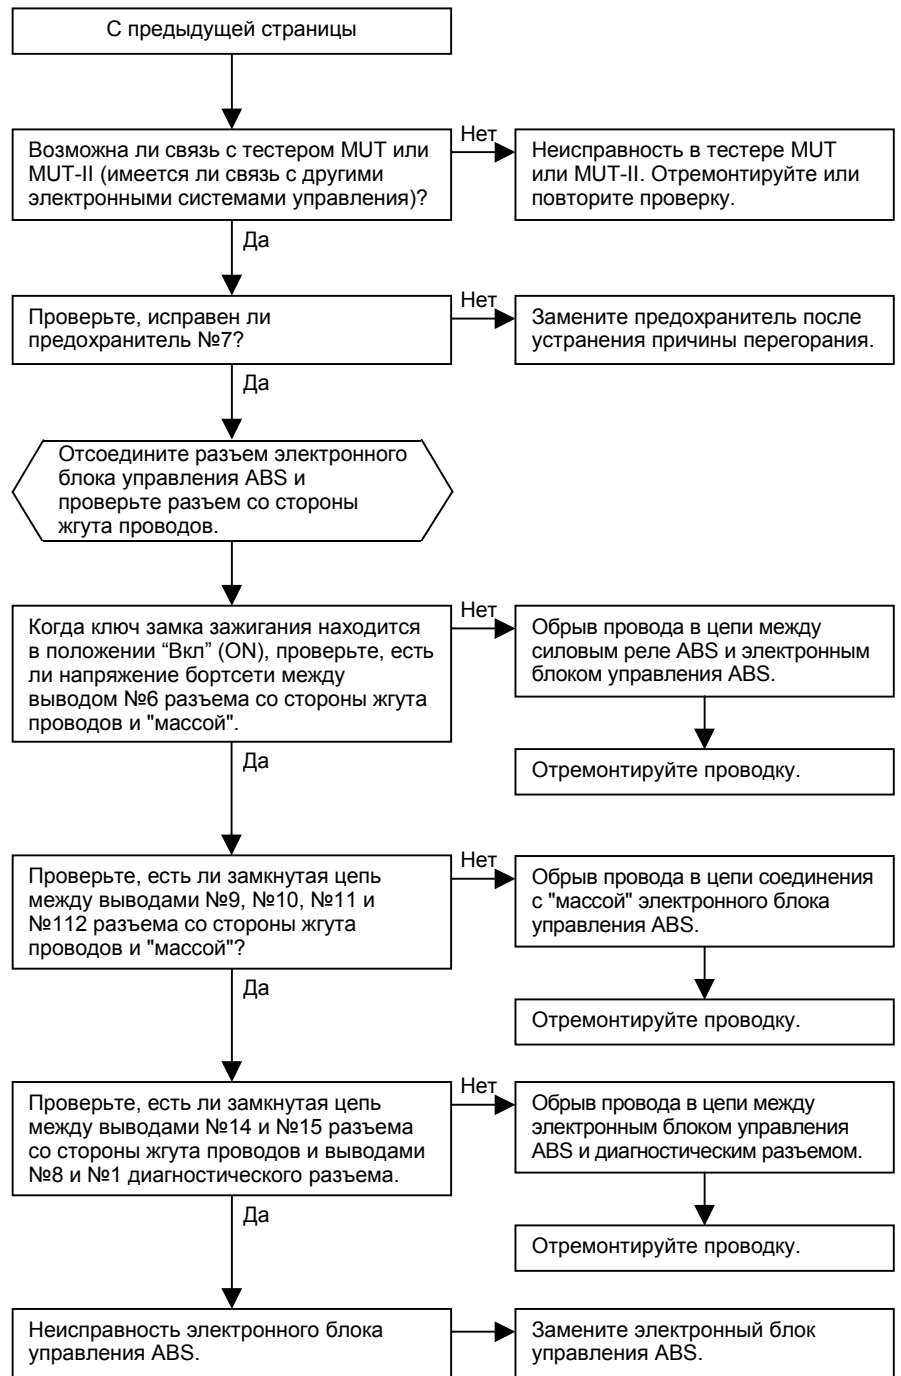 С предыдущей страницы
Возможна ли связь с тестером MUT или
MUT-II (имеется ли связь с другими
электронными системами управления)?
Нет
Неисправность в тестере MUT
или MUT-II. Отремонтируйте или
повторите проверку.
Да
Проверьте, исправен ли
предохранитель №7?
Нет
Замените предохранитель после
устранения причины перегорания.
Да
Отсоедините разъем электронного
блока управления ABS и
проверьте разъем со стороны
жгута проводов.
Когда ключ замка зажигания находится
в положении “Вкл” (ON), проверьте, есть
ли напряжение бортсети между
выводом №6 разъема со стороны жгута
проводов и "массой".
Нет
Обрыв провода в цепи между
силовым реле ABS и электронным
блоком управления ABS.
Отремонтируйте проводку.
Да
Проверьте, есть ли замкнутая цепь
между выводами №9, №10, №11 и
№112 разъема со стороны жгута
проводов и "массой"?
Нет
Обрыв провода в цепи соединения
с "массой" электронного блока
управления ABS.
Отремонтируйте проводку.
Да
Проверьте, есть ли замкнутая цепь
между выводами №14 и №15 разъема
со стороны жгута проводов и выводами
№8 и №1 диагностического разъема.
Нет
Обрыв провода в цепи между
электронным блоком управления
ABS и диагностическим разъемом.
Отремонтируйте проводку.
Да
Неисправность электронного блока
управления ABS.
Замените электронный блок
управления ABS.